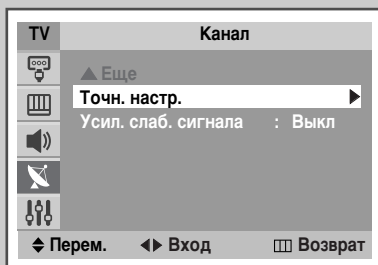 TV Канал
▲ Еще
Точн. настр. ▶
Усил. слаб. сигнала : Выкл
Перем. Вход Возврат